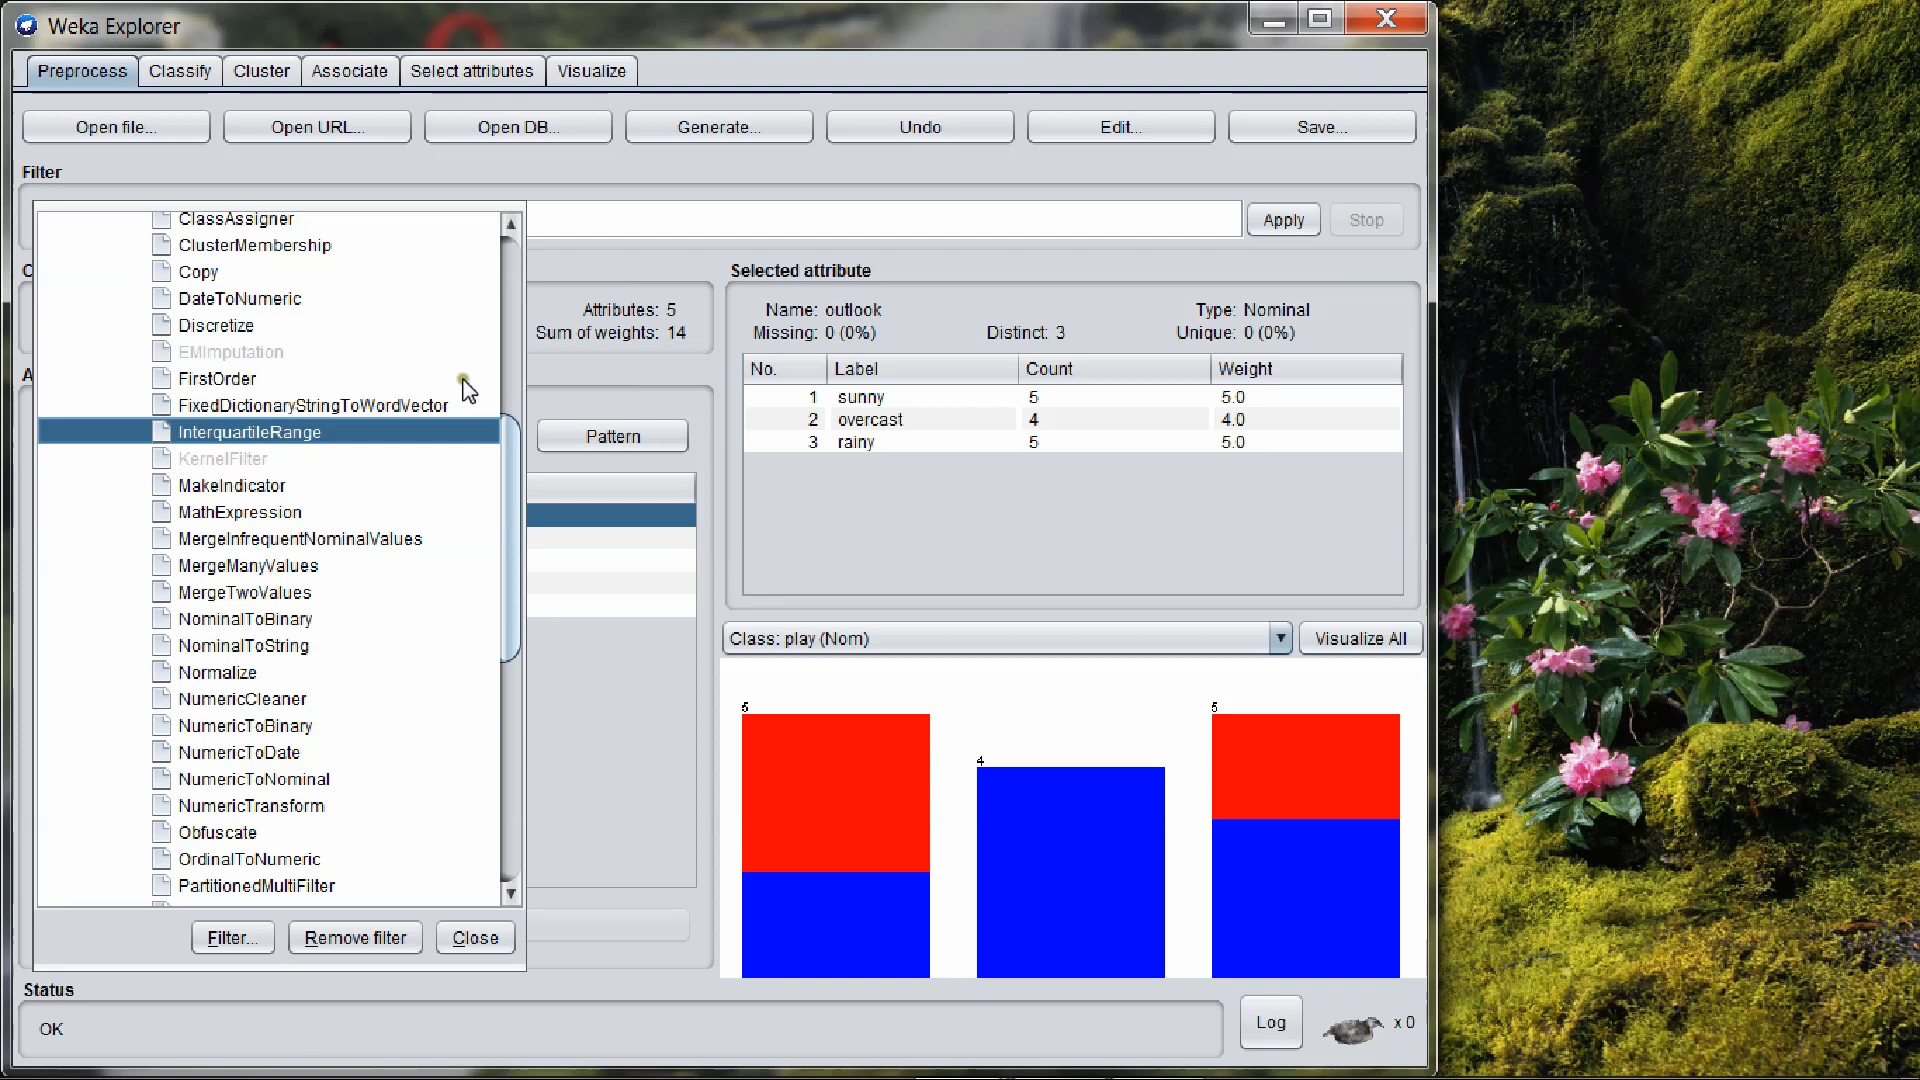 Weka Explorer
Preprocess Classify Cluster Associate Select attributes Visualize
Open file... Open URL... Open DB... Generate... Undo Edit... Save...
Filter
Apply Stop
ClassAssigner
ClusterMembership
Copy
DateToNumeric
Discretize
EMImputation
FirstOrder
FixedDictionaryStringToWordVector
InterquartileRange
KernelFilter
MakeIndicator
MathExpression
MergeInfrequentNominalValues
MergeManyValues
MergeTwoValues
NominalToBinary
NominalToString
Normalize
NumericCleaner
NumericToBinary
NumericToDate
NumericToNominal
NumericTransform
Obfuscate
OrdinalToNumeric
PartitionedMultiFilter
Filter... Remove filter Close
Attributes: 5
Sum of weights: 14
Pattern
Selected attribute
Name: outlook Type: Nominal
Missing: 0 (0%) Distinct: 3 Unique: 0 (0%)
No. Label Count Weight
1 sunny 5 5.0
2 overcast 4 4.0
3 rainy 5 5.0
Class: play (Nom) Visualize All
5 4 5
Status
OK
Log x 0